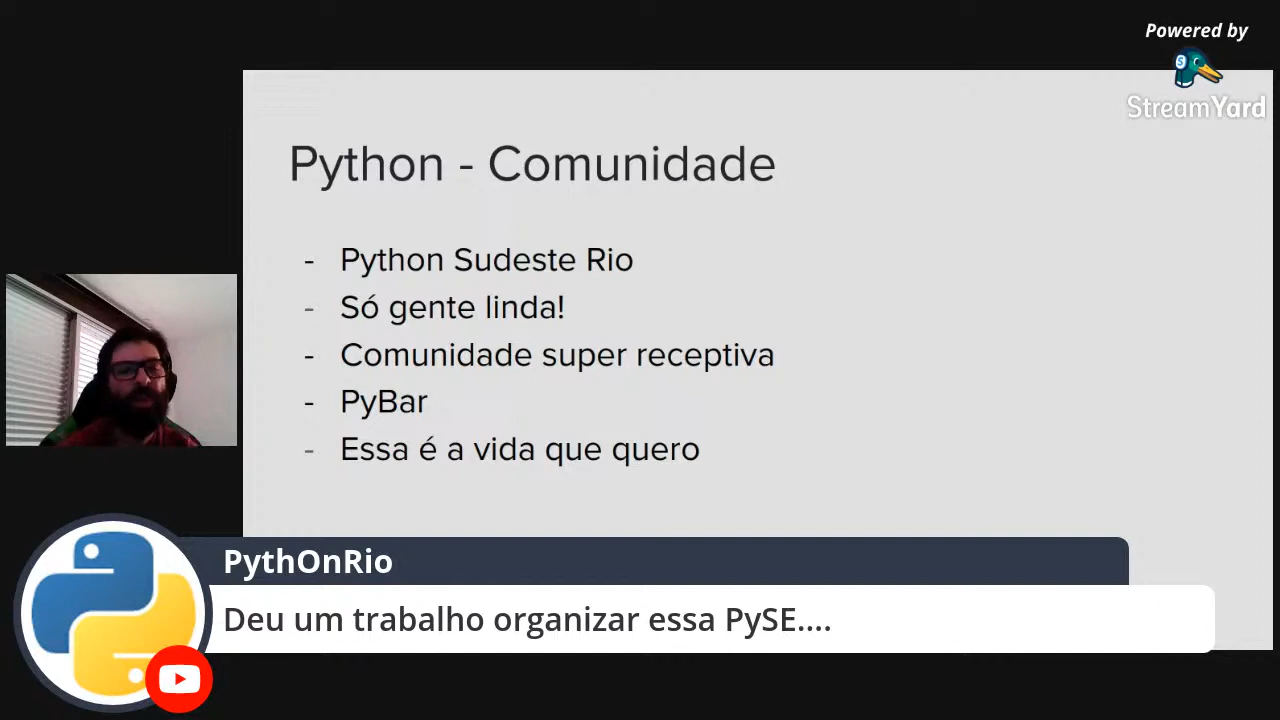 Powered by
StreamYard
Python - Comunidade
- Python Sudeste Rio
- Só gente linda!
- Comunidade super receptiva
- PyBar
- Essa é a vida que quero
PythOnRio
Deu um trabalho organizar essa PySE....